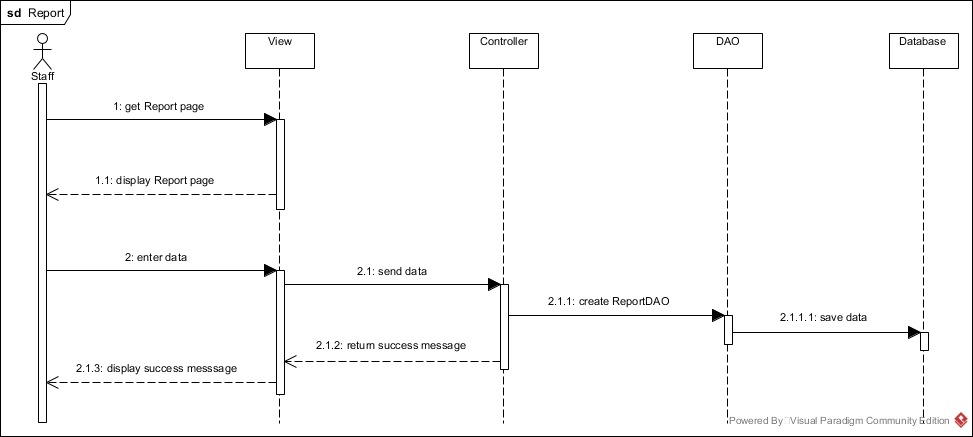 sd Report
View
Controller
DAO
Database
Staff
1: get Report page
1.1: display Report page
2: enter data
2.1: send data
2.1.1: create ReportDAO
2.1.1.1: save data
2.1.2: return success message
2.1.3: display success messsage
Powered By Visual Paradigm Community Edition